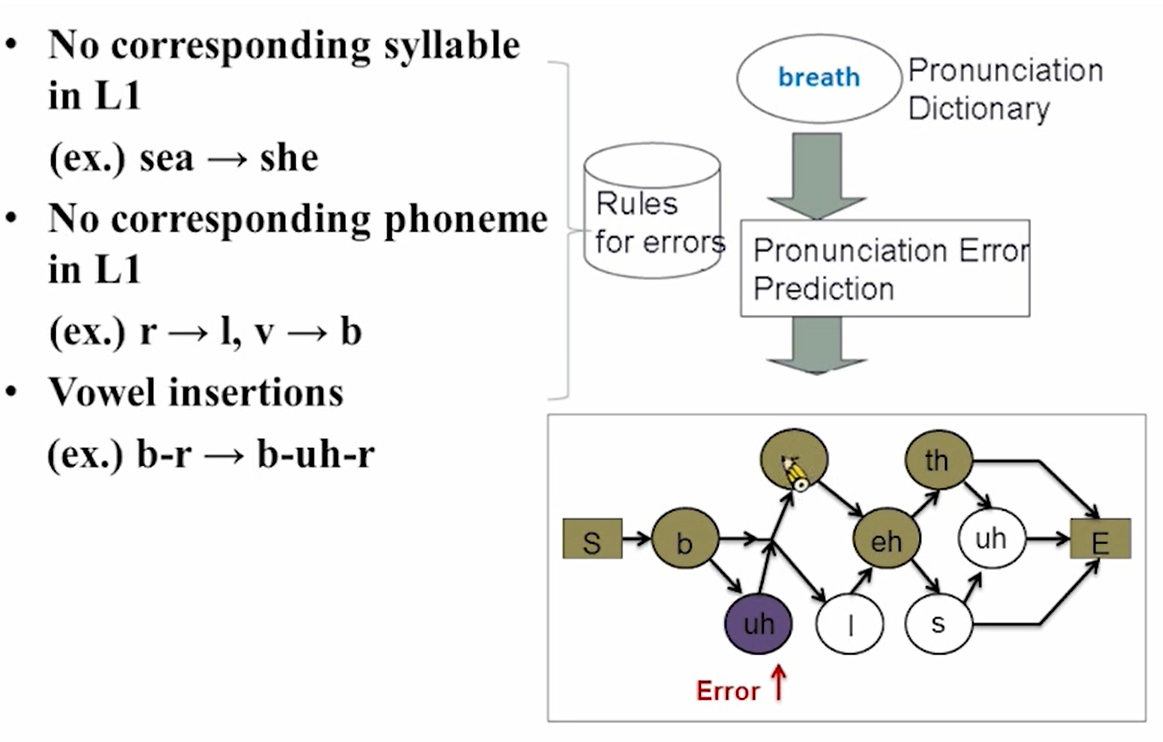 • No corresponding syllable
in L1
(ex.) sea → she
• No corresponding phoneme
in L1
(ex.) r → l, v → b
• Vowel insertions
(ex.) b-r → b-uh-r
breath
Pronunciation
Dictionary
Rules
for errors
Pronunciation Error
Prediction
th
S
b
eh
uh
E
uh
l
s
Error